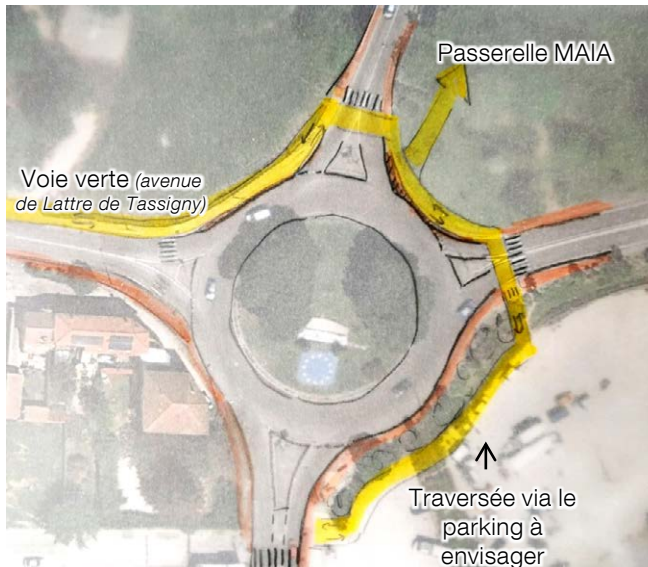 Passerelle MAIA
Voie verte (avenue
de Lattre de Tassigny)
Traversée via le
parking à
envisager